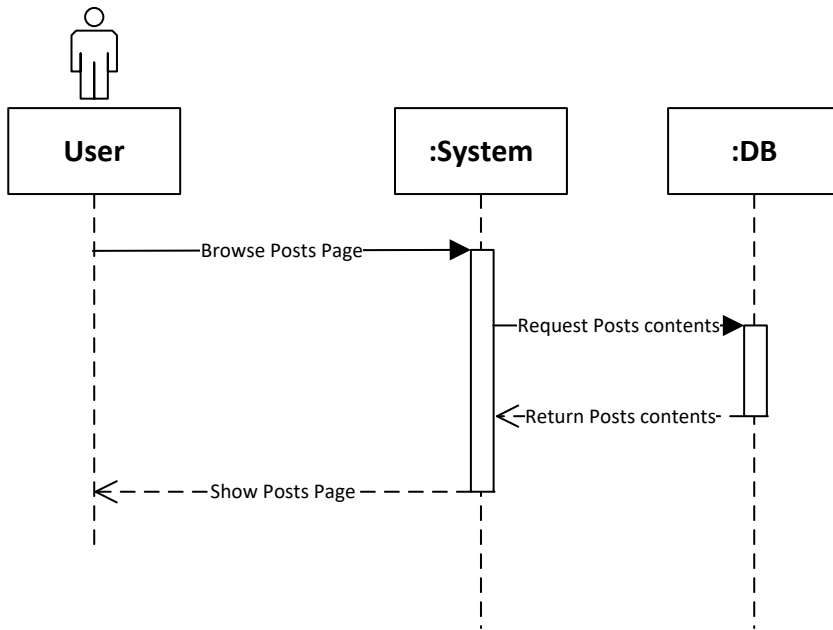 User
:System
:DB
Browse Posts Page
Request Posts contents
Return Posts contents
Show Posts Page